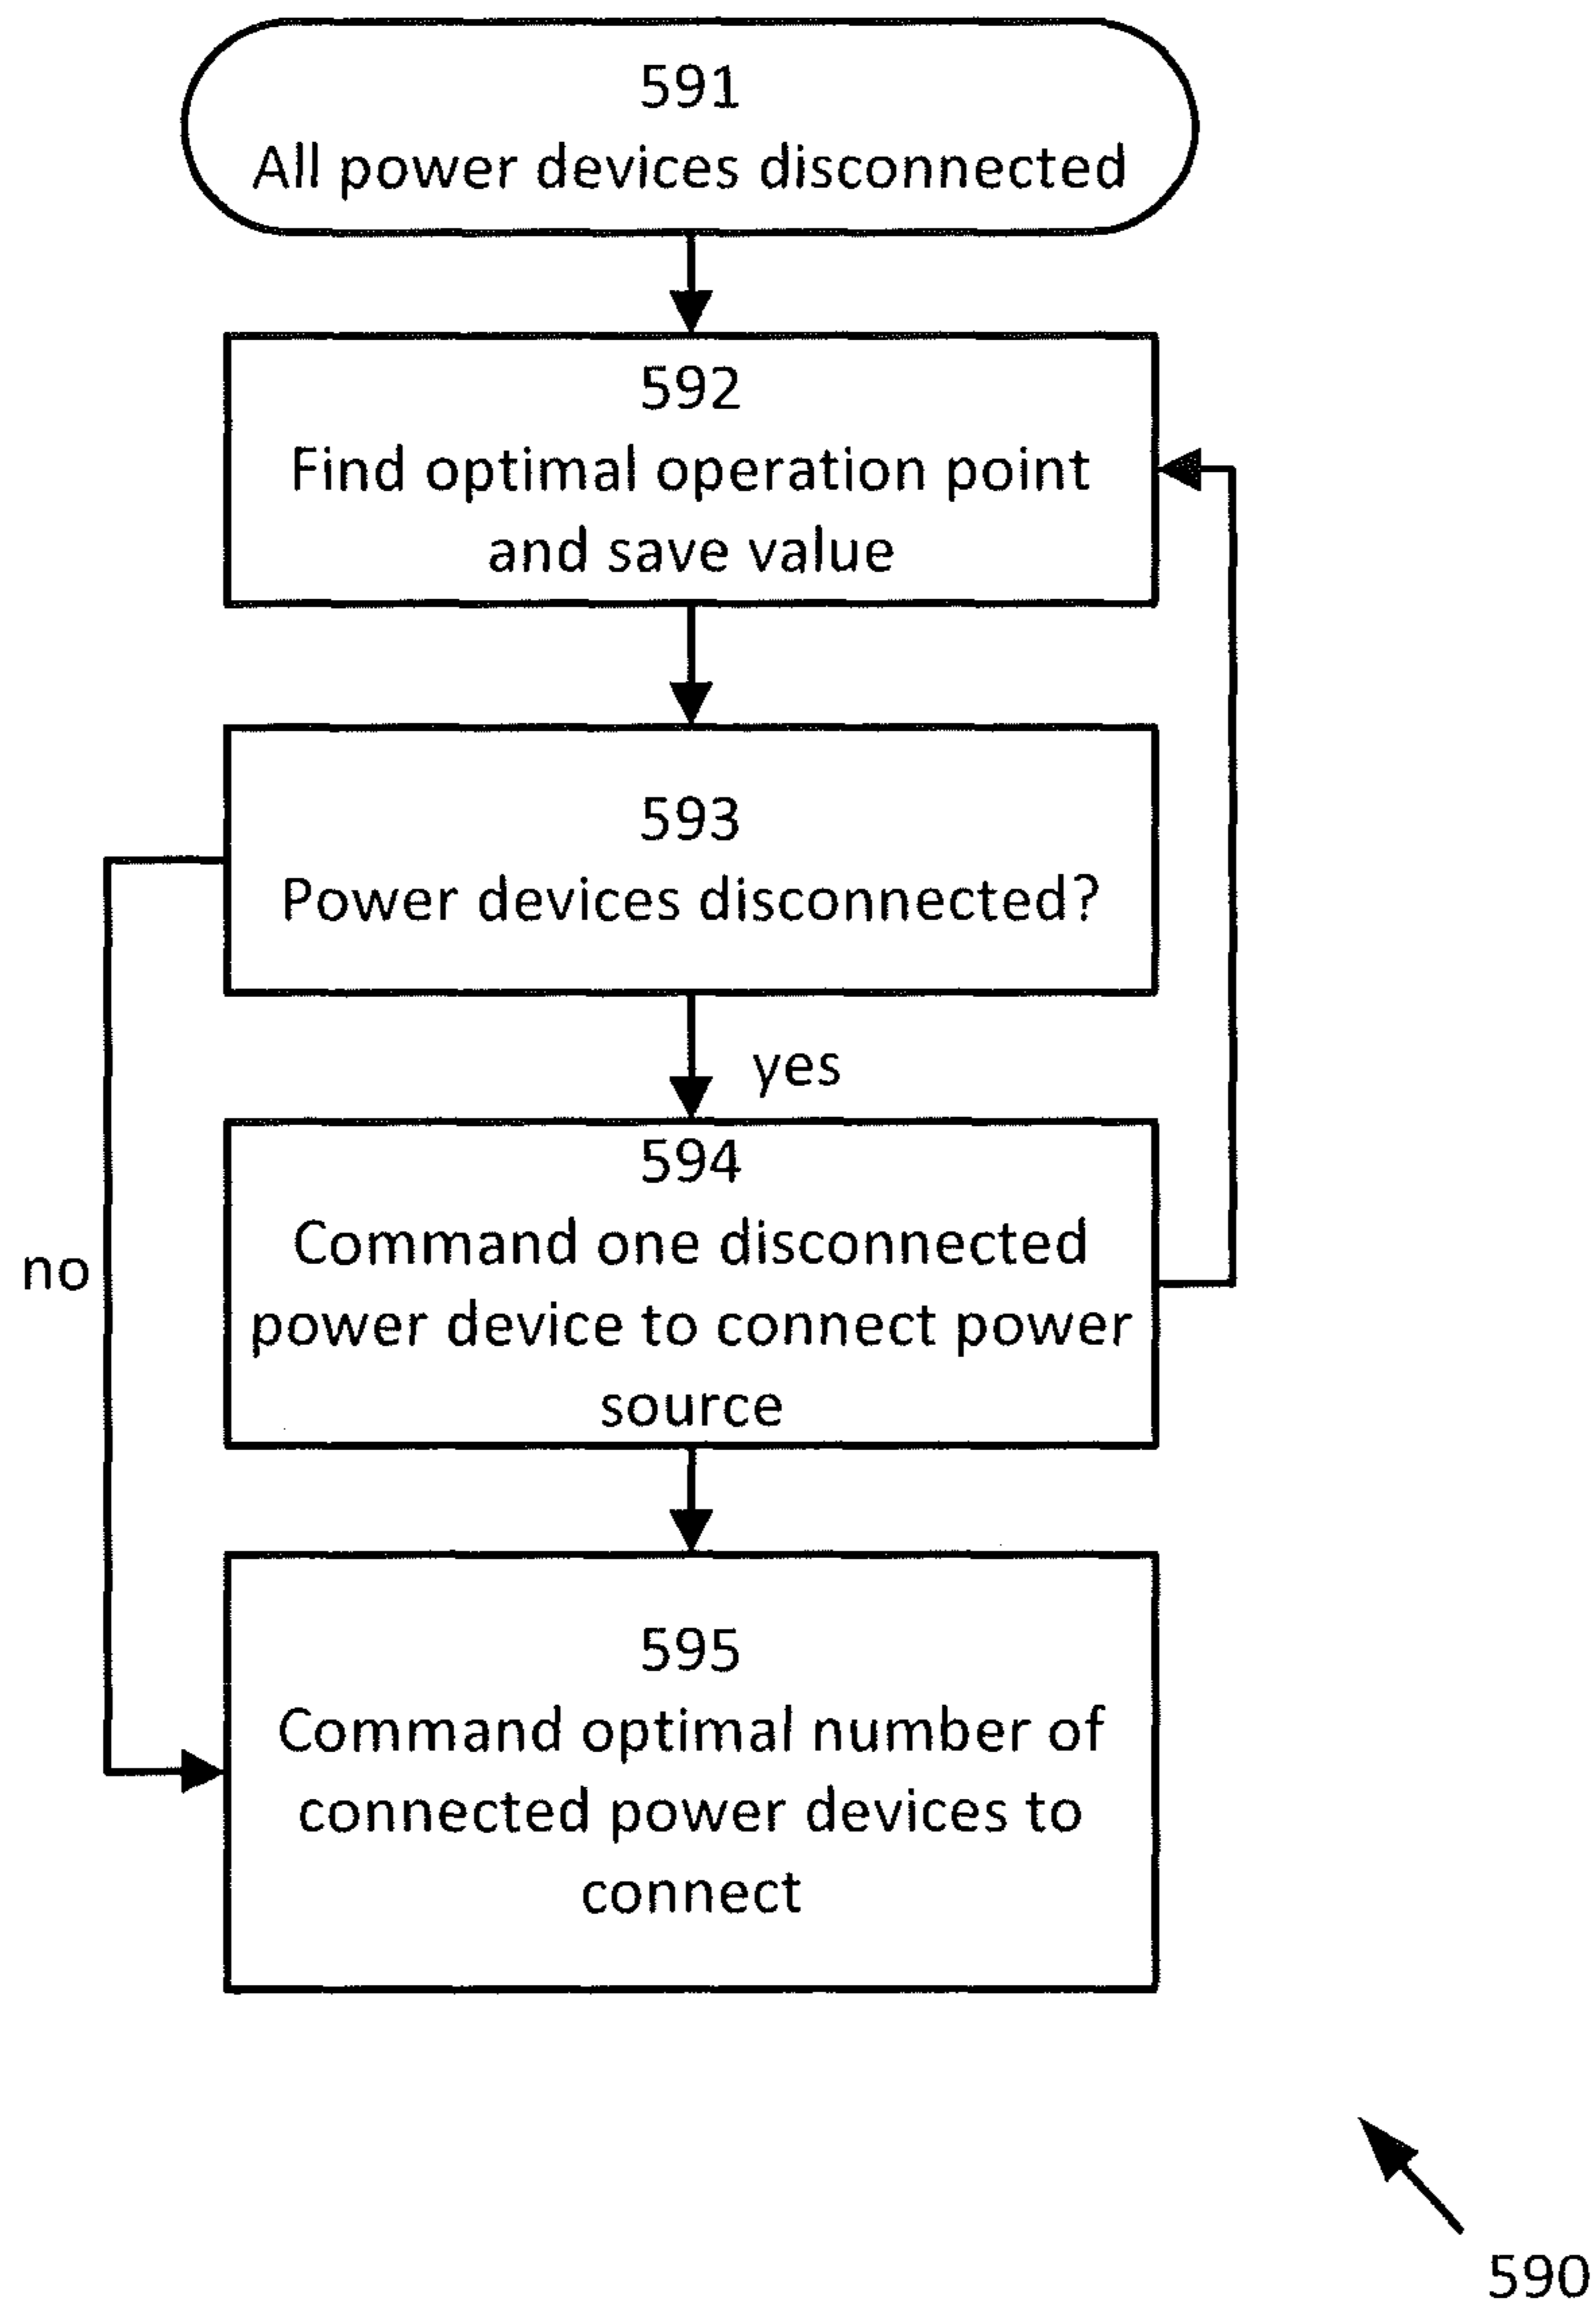 591
All power devices disconnected
592
Find optimal operation point
and save value
593
Power devices disconnected?
yes
594
Command one disconnected
power device to connect power
source
no
595
Command optimal number of
connected power devices to
connect
590